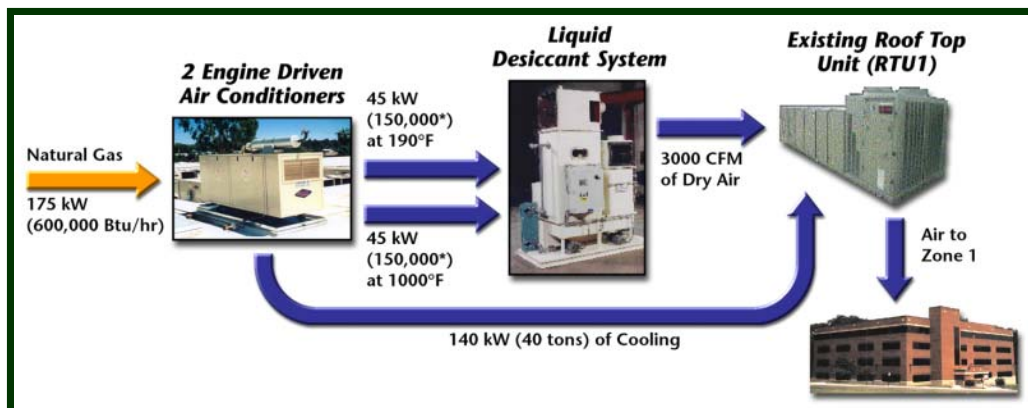 2 Engine Driven
Air Conditioners
Liquid
Desiccant System
Existing Roof Top
Unit (RTU1)
Natural Gas
175 kW
(600,000 Btu/hr)
45 kW
(150,000*)
at 190°F
45 kW
(150,000*)
at 1000°F
3000 CFM
of Dry Air
Air to
Zone 1
140 kW (40 tons) of Cooling